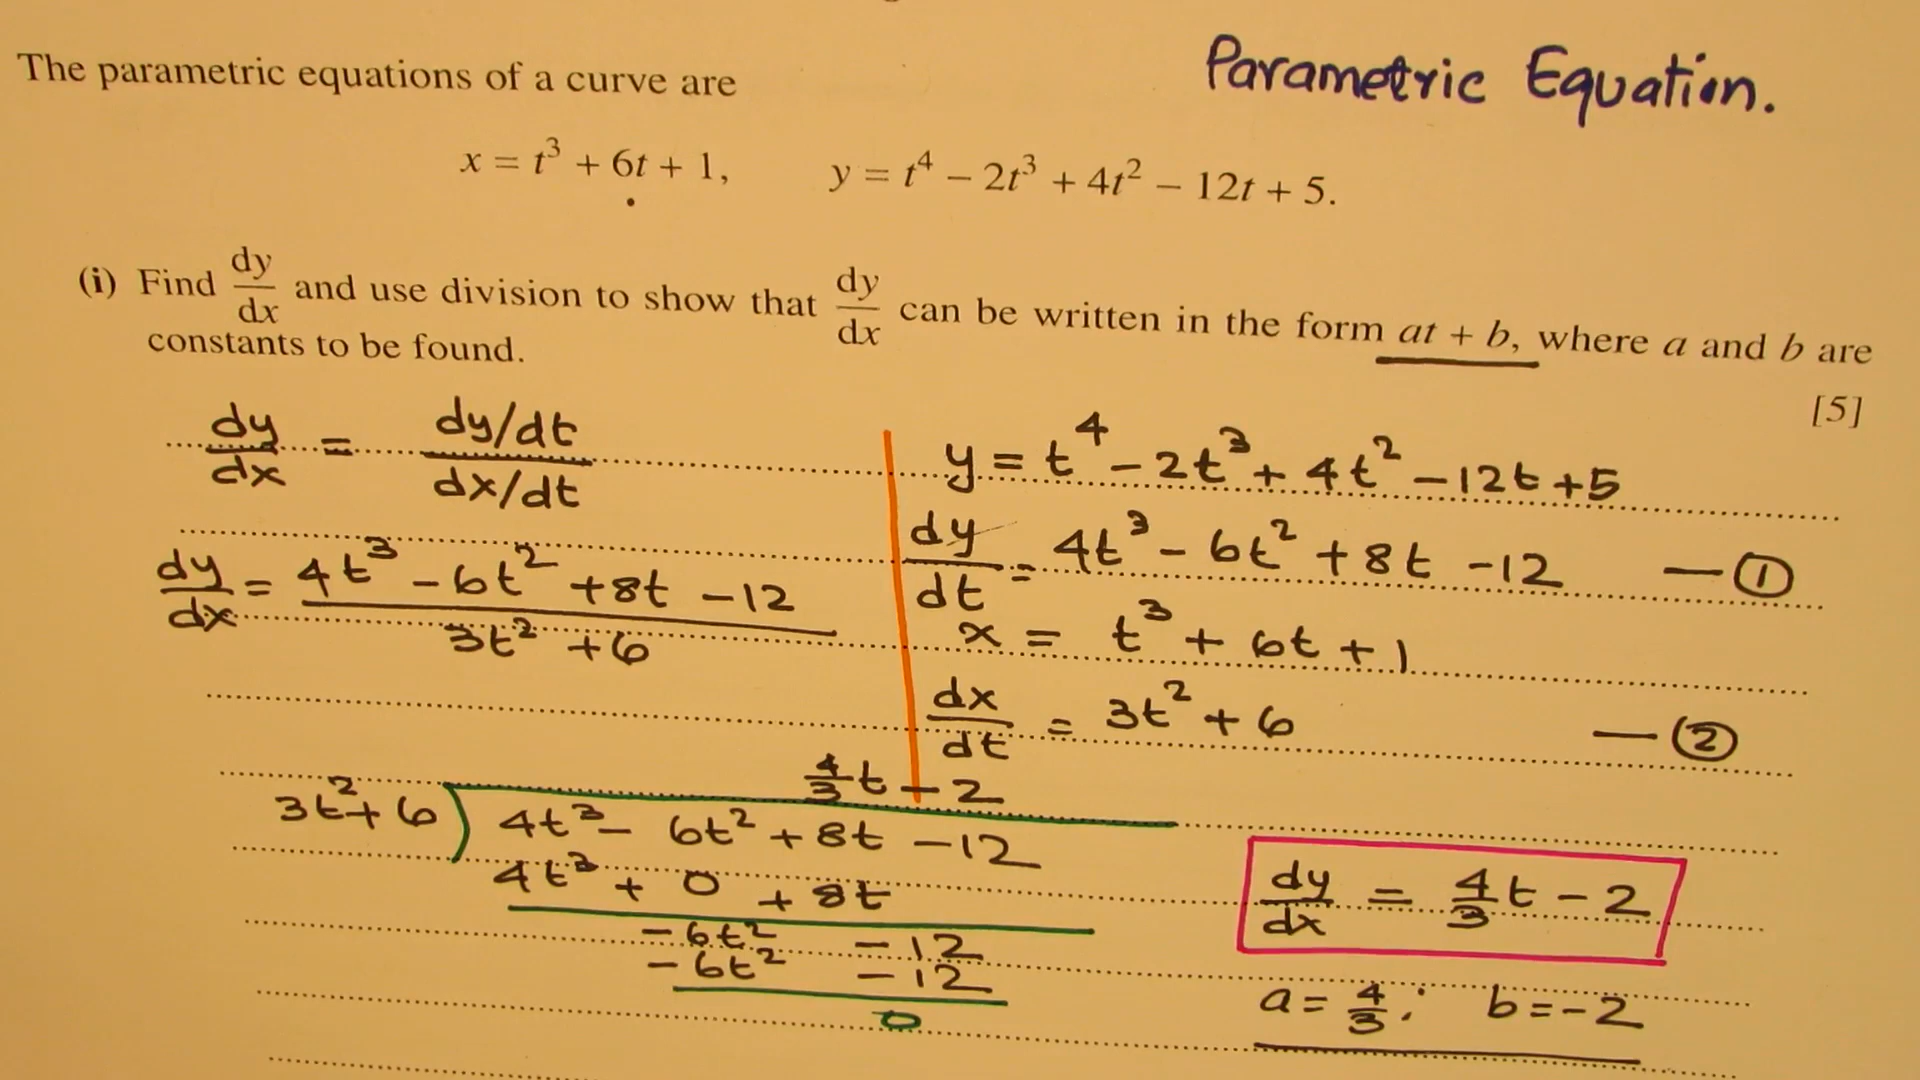 Parametric Equation.
The parametric equations of a curve are
x = t³ + 6t + 1, y = t⁴ − 2t³ + 4t² − 12t + 5.
(i) Find dy/dx and use division to show that dy/dx can be written in the form at + b, where a and b are
constants to be found.
[5]
dy/dx = (dy/dt)/(dx/dt)
dy/dx = (4t³ − 6t² + 8t − 12)/(3t² + 6)
y = t⁴ − 2t³ + 4t² − 12t + 5
dy/dt = 4t³ − 6t² + 8t − 12 — ①
x = t³ + 6t + 1
dx/dt = 3t² + 6 — ②
4/3 t − 2
3t² + 6 ) 4t³ − 6t² + 8t − 12
4t³ + 0 + 8t
−6t² − 12
−6t² − 12
0
dy/dx = 4/3 t − 2
a = 4/3 ; b = −2